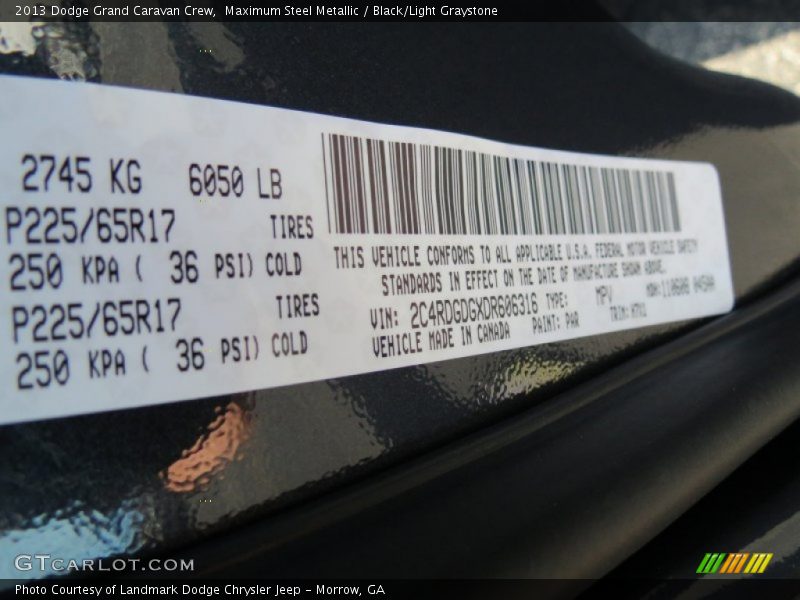 2013 Dodge Grand Caravan Crew,  Maximum Steel Metallic / Black/Light Graystone
2745 KG 6050 LB
P225/65R17 TIRES
250 KPA ( 36 PSI) COLD
P225/65R17 TIRES
250 KPA ( 36 PSI) COLD
THIS VEHICLE CONFORMS TO ALL APPLICABLE U.S.A. FEDERAL MOTOR VEHICLE SAFETY
STANDARDS IN EFFECT ON THE DATE OF MANUFACTURE SHOWN ABOVE.
VIN: 2C4RDGDGXDR606316 TYPE: MPV MDH:
VEHICLE MADE IN CANADA PAINT: PAR TRIM:
GTCARLOT.COM
Photo Courtesy of Landmark Dodge Chrysler Jeep – Morrow, GA